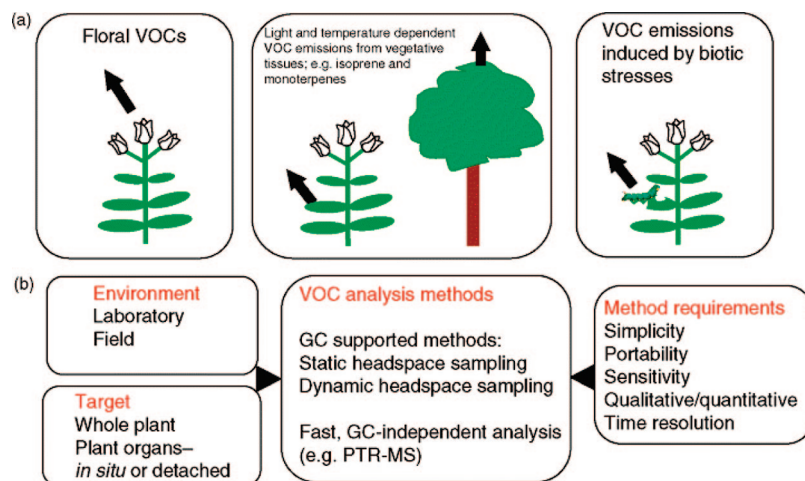 (a)
Floral VOCs
Light and temperature dependent
VOC emissions from vegetative
tissues; e.g. isoprene and
monoterpenes
VOC emissions
induced by biotic
stresses
(b)
Environment
Laboratory
Field
Target
Whole plant
Plant organs–
in situ or detached
VOC analysis methods
GC supported methods:
Static headspace sampling
Dynamic headspace sampling
Fast, GC-independent analysis
(e.g. PTR-MS)
Method requirements
Simplicity
Portability
Sensitivity
Qualitative/quantitative
Time resolution